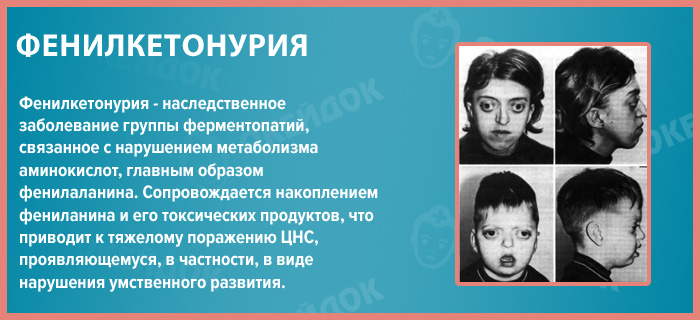 ФЕНИЛКЕТОНУРИЯ
Фенилкетонурия - наследственное
заболевание группы ферментопатий,
связанное с нарушением метаболизма
аминокислот, главным образом
фенилаланина. Сопровождается накоплением
фениланина и его токсических продуктов, что
приводит к тяжелому поражению ЦНС,
проявляющемуся, в частности, в виде
нарушения умственного развития.